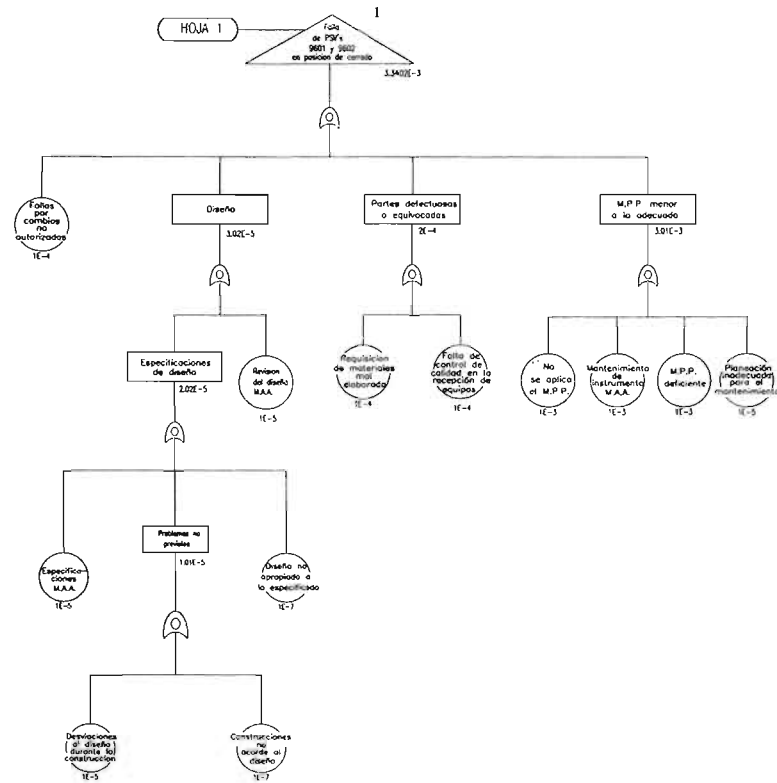 1
HOJA 1
Falla
de PSV's
9601 y 9602
en posicion de cerrado
3.3402E-3
Fallas
por
cambios
no
autorizados
1E-4
Diseño
3.02E-5
Partes defectuosas
o equivocadas
2E-4
M.P.P. menor
a la adecuada
3.01E-3
Especificaciones
de diseño
2.02E-5
Revision
del diseño
M.A.A.
1E-5
Requisicion
de materiales
mal
elaborada
1E-4
Falta de
control de
calidad en la
recepción de
equipos
1E-4
No
se aplica
el M.P.P.
1E-3
Mantenimiento
de
instrumento
M.A.A.
1E-3
M.P.P.
deficiente
1E-3
Planeación
inadecuada
para el
mantenimiento
1E-5
Especifica-
ciones
M.A.A.
1E-5
Problemas no
previstos
1.01E-5
Diseño no
apropiado a
lo especificado
1E-7
Desviaciones
al diseño
durante la
construccion
1E-5
Construcciones
no
acorde al
diseño
1E-7